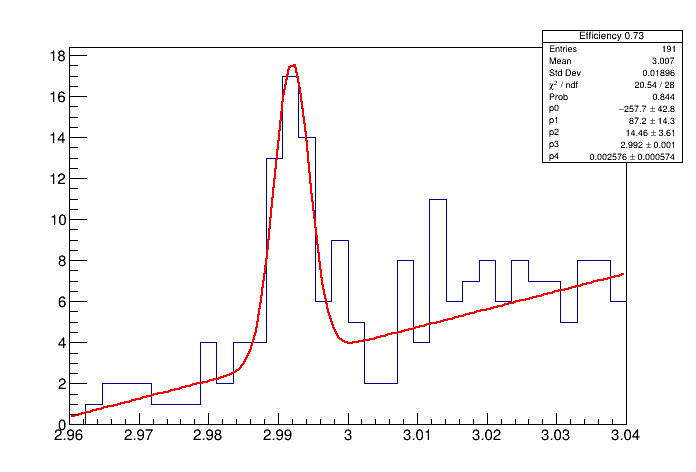 Efficiency 0.73
Entries 191
Mean 3.007
Std Dev 0.01896
χ² / ndf 20.54 / 28
Prob 0.844
p0 −257.7 ± 42.8
p1 87.2 ± 14.3
p2 14.46 ± 3.61
p3 2.992 ± 0.001
p4 0.002576 ± 0.000574
18
16
14
12
10
8
6
4
2
0
2.96 2.97 2.98 2.99 3 3.01 3.02 3.03 3.04